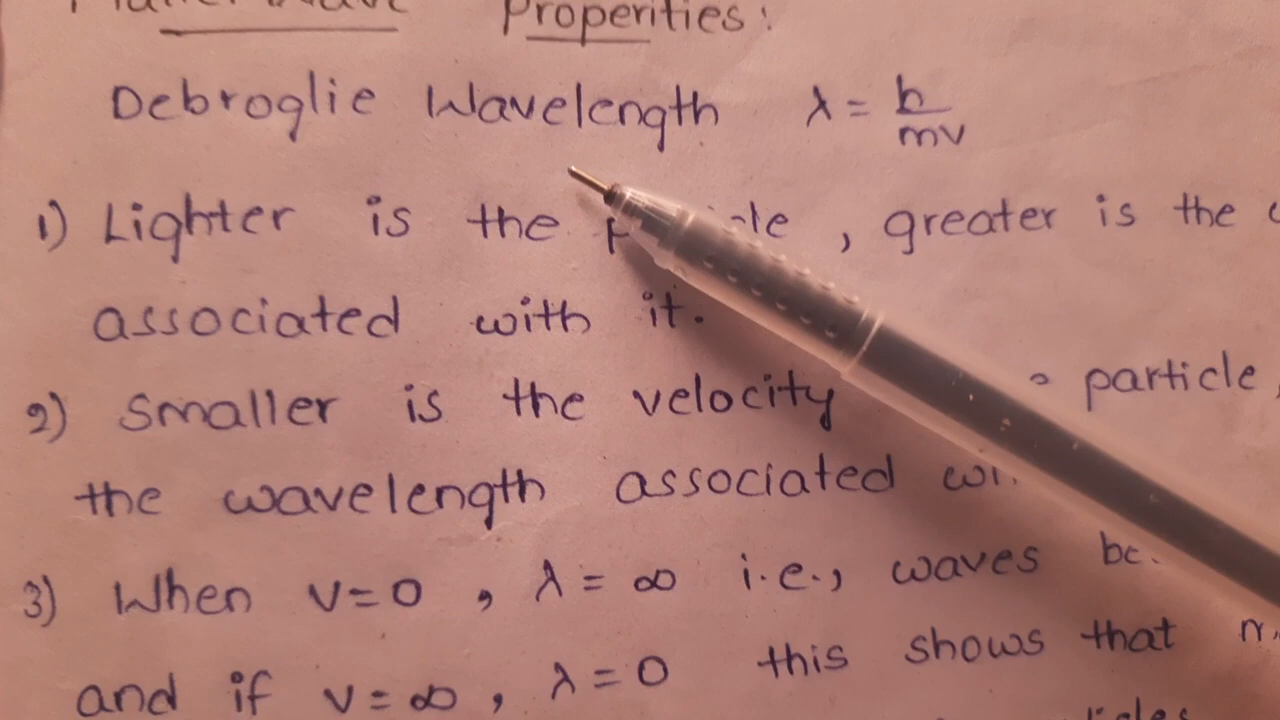 Properities:
Debroglie Wavelength λ = h/mv
1) Lighter is the , greater is the
associated with it.
2) Smaller is the velocity particle,
the wavelength associated
3) When v=0 , λ = ∞ i.e., waves
and if v = ∞ , λ = 0 this shows that